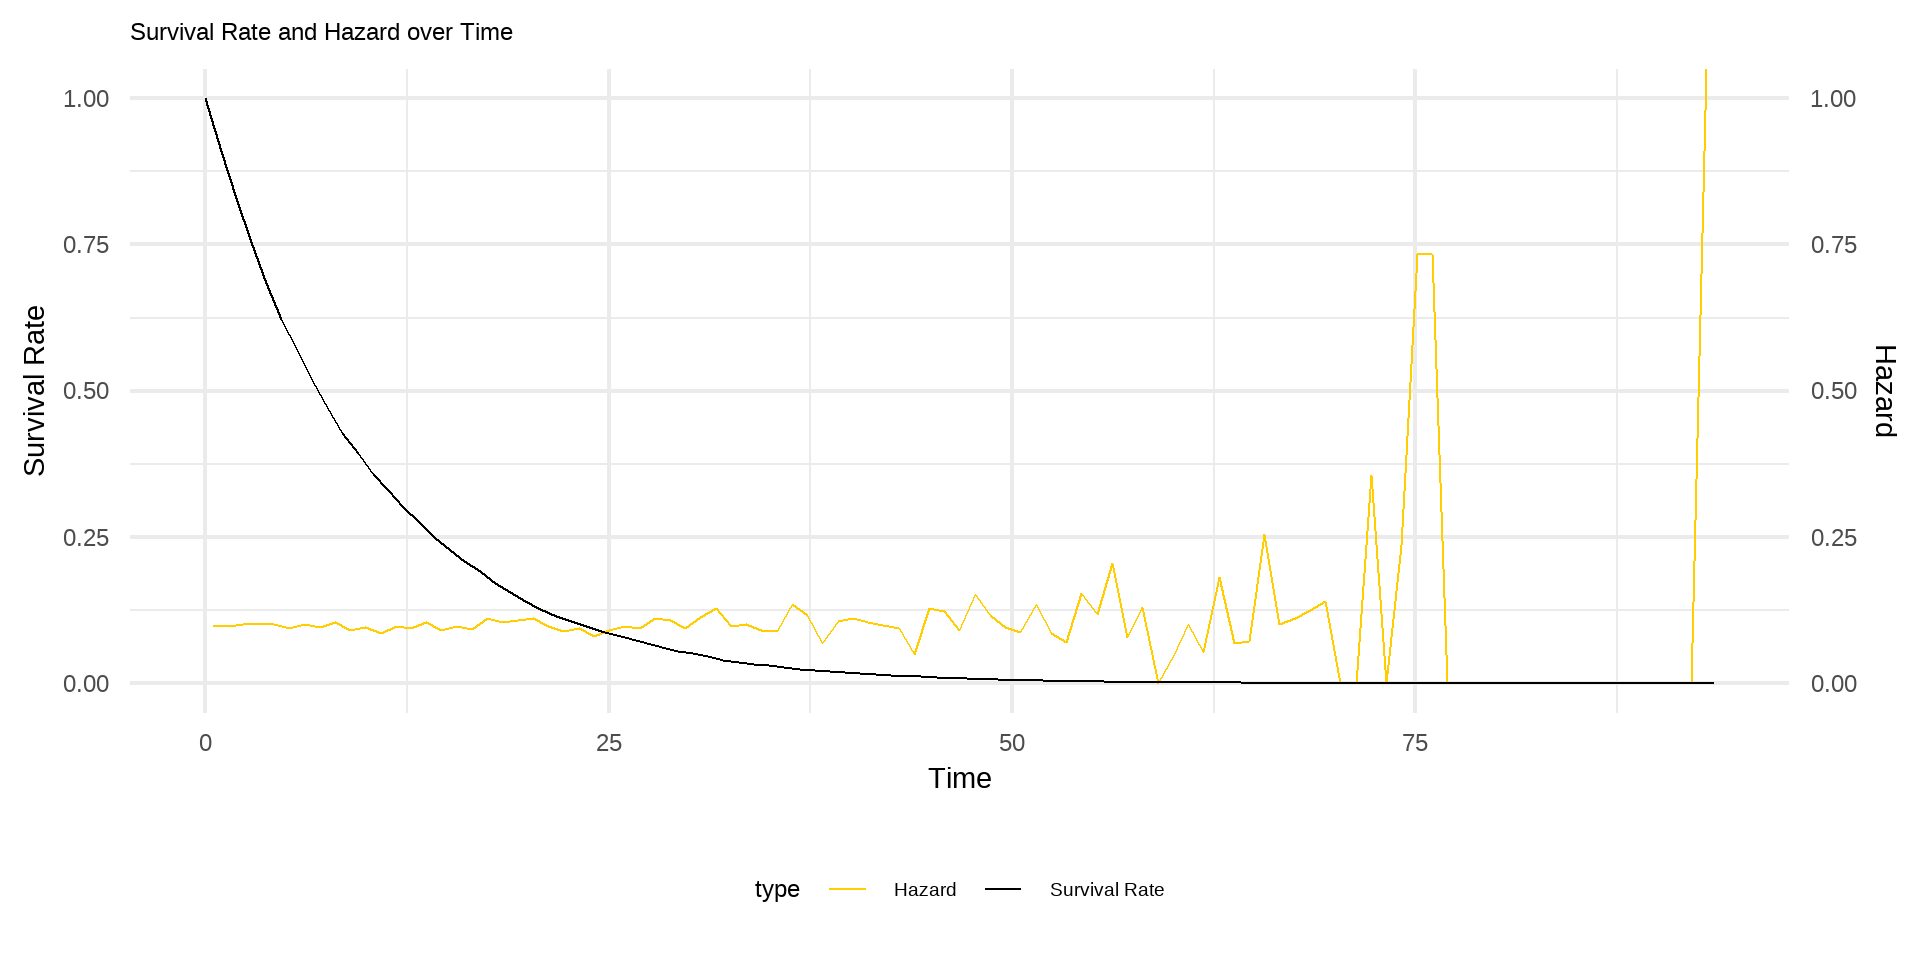 Survival Rate and Hazard over Time
1.00
0.75
0.50
0.25
0.00
Survival Rate
1.00
0.75
0.50
0.25
0.00
Hazard
0 25 50 75
Time
type Hazard Survival Rate